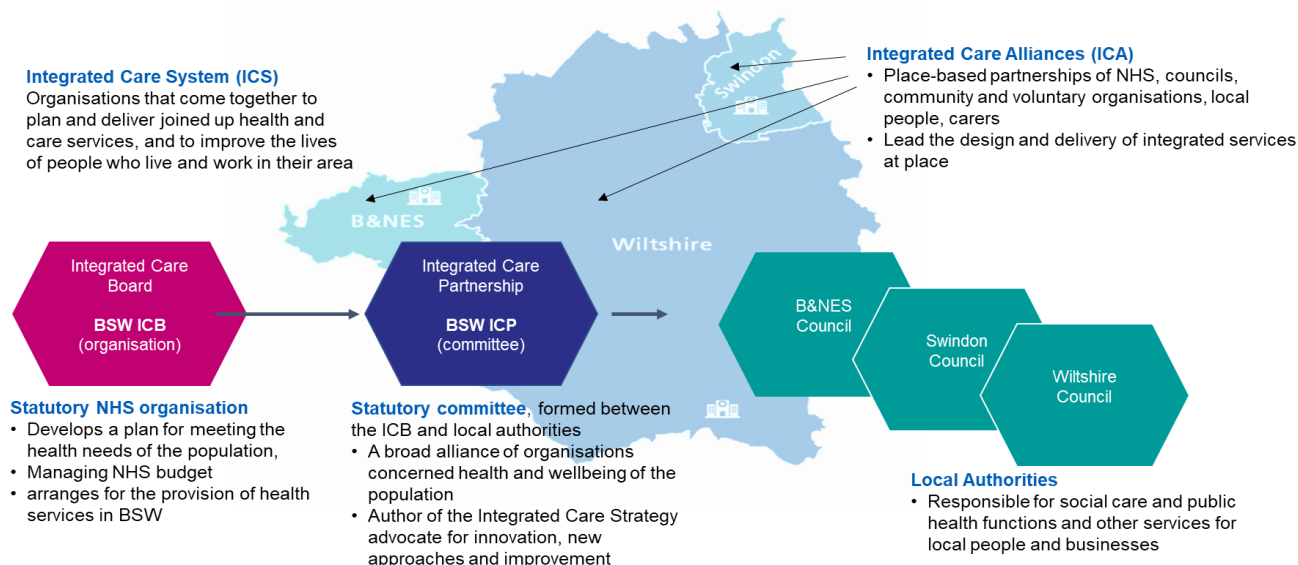 Integrated Care System (ICS)
Organisations that come together to
plan and deliver joined up health and
care services, and to improve the lives
of people who live and work in their area
Integrated Care Alliances (ICA)
• Place-based partnerships of NHS, councils,
community and voluntary organisations, local
people, carers
• Lead the design and delivery of integrated services
at place
Swindon
B&NES
Wiltshire
Integrated Care
Board
BSW ICB
(organisation)
Integrated Care
Partnership
BSW ICP
(committee)
B&NES
Council
Swindon
Council
Wiltshire
Council
Statutory NHS organisation
• Develops a plan for meeting the
health needs of the population,
• Managing NHS budget
• arranges for the provision of health
services in BSW
Statutory committee, formed between
the ICB and local authorities
• A broad alliance of organisations
concerned health and wellbeing of the
population
• Author of the Integrated Care Strategy
advocate for innovation, new
approaches and improvement
Local Authorities
• Responsible for social care and public
health functions and other services for
local people and businesses